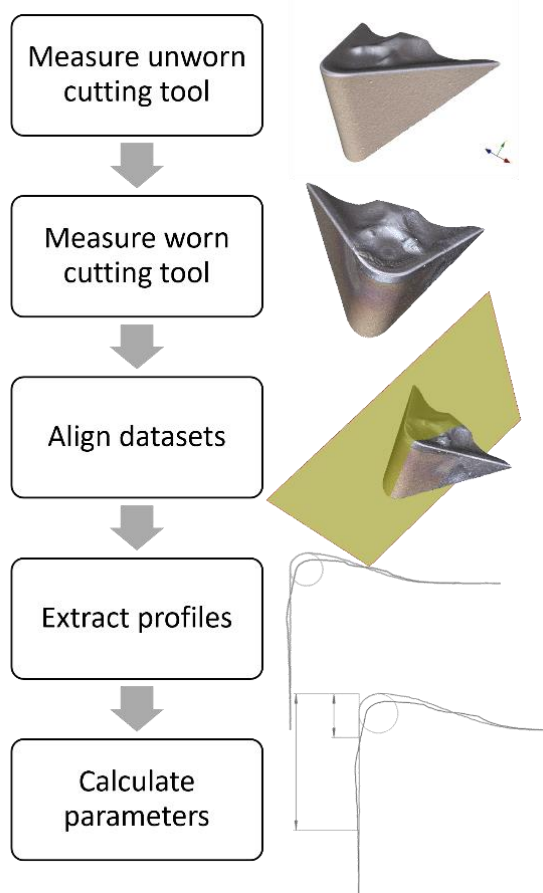 Measure unworn
cutting tool
Measure worn
cutting tool
Align datasets
Extract profiles
Calculate
parameters